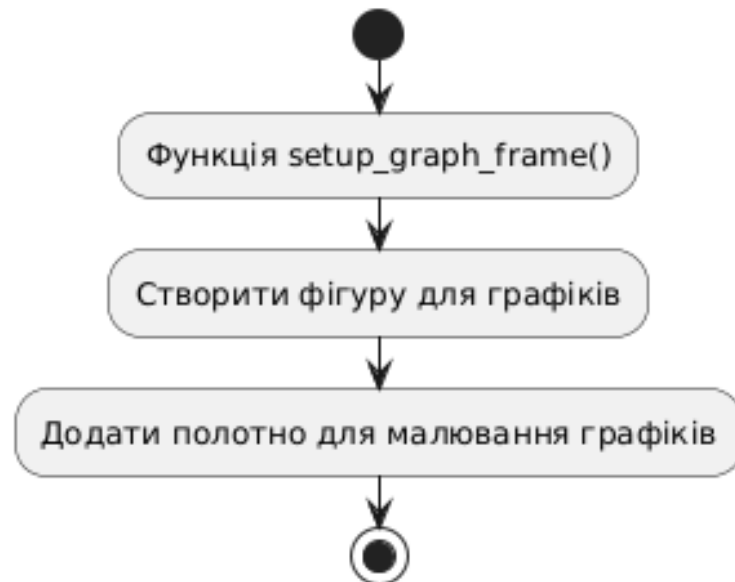 Функція setup_graph_frame()
Створити фігуру для графіків
Додати полотно для малювання графіків